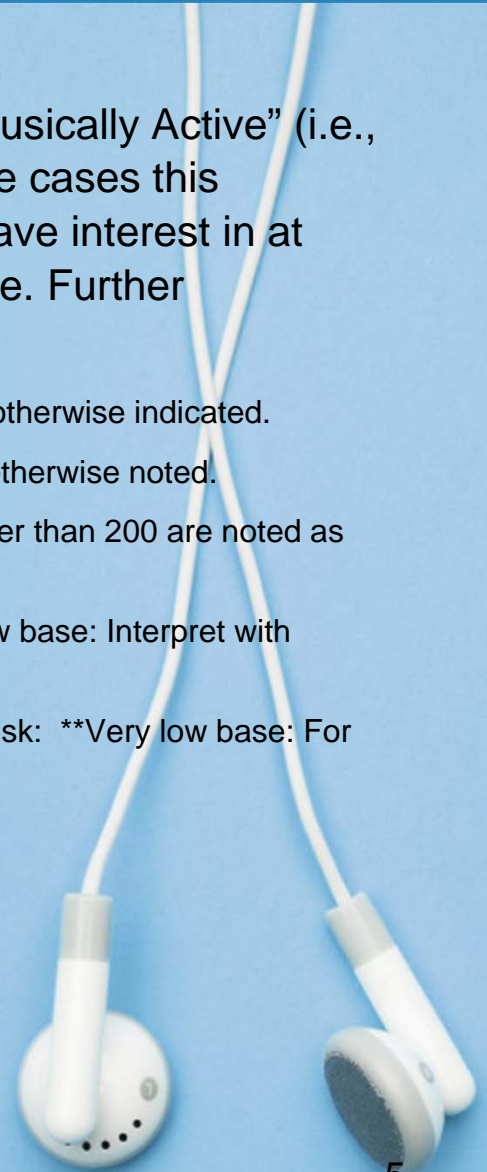 usically Active” (i.e.,
e cases this
ave interest in at
e. Further
otherwise indicated.
otherwise noted.
er than 200 are noted as
w base: Interpret with
sk: **Very low base: For
5